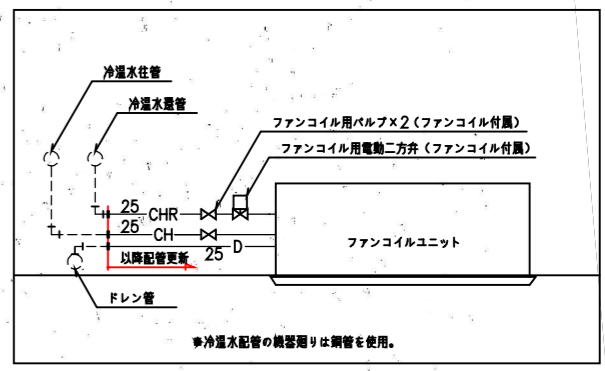 冷温水往管
冷温水還管
ファンコイル用バルブ×2（ファンコイル付属）
ファンコイル用電動二方弁（ファンコイル付属）
25
CHR
25
CH
25
D
ファンコイルユニット
以降配管更新
ドレン管
※冷温水配管の機器廻りは銅管を使用。